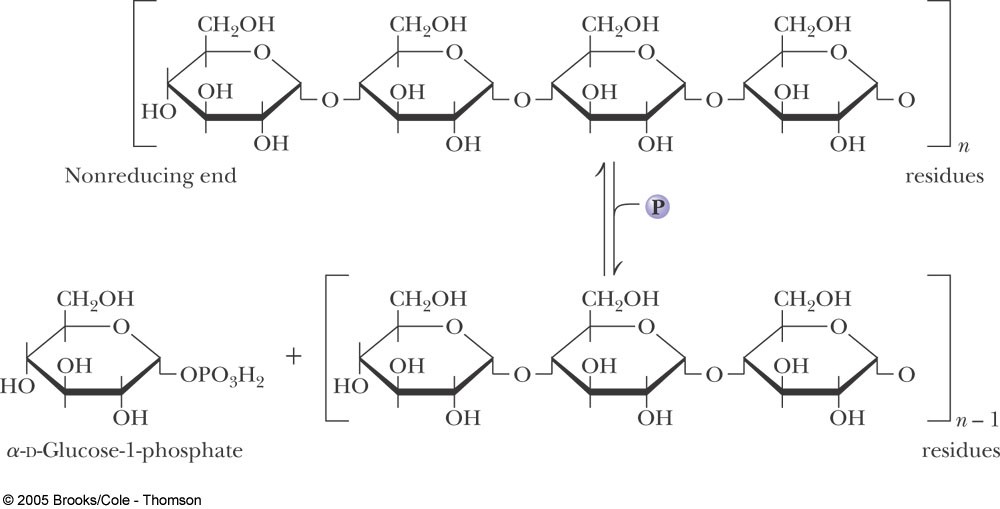 CH₂OH CH₂OH CH₂OH CH₂OH
O O O O
OH OH OH OH
HO O O O O
OH OH OH OH n
Nonreducing end residues
P
CH₂OH CH₂OH CH₂OH CH₂OH
O O O O
OH + OH OH OH
HO OPO₃H₂ HO O O O
OH OH OH OH n – 1
α-D-Glucose-1-phosphate residues
© 2005 Brooks/Cole - Thomson